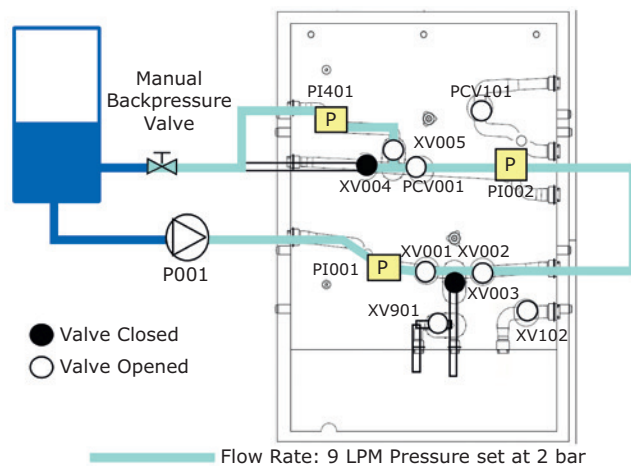 Manual
Backpressure
Valve
PI401
P
PCV101
XV005
XV004
PCV001
P
PI002
P001
PI001
P
XV001
XV002
XV003
XV901
XV102
Valve Closed
Valve Opened
Flow Rate: 9 LPM Pressure set at 2 bar